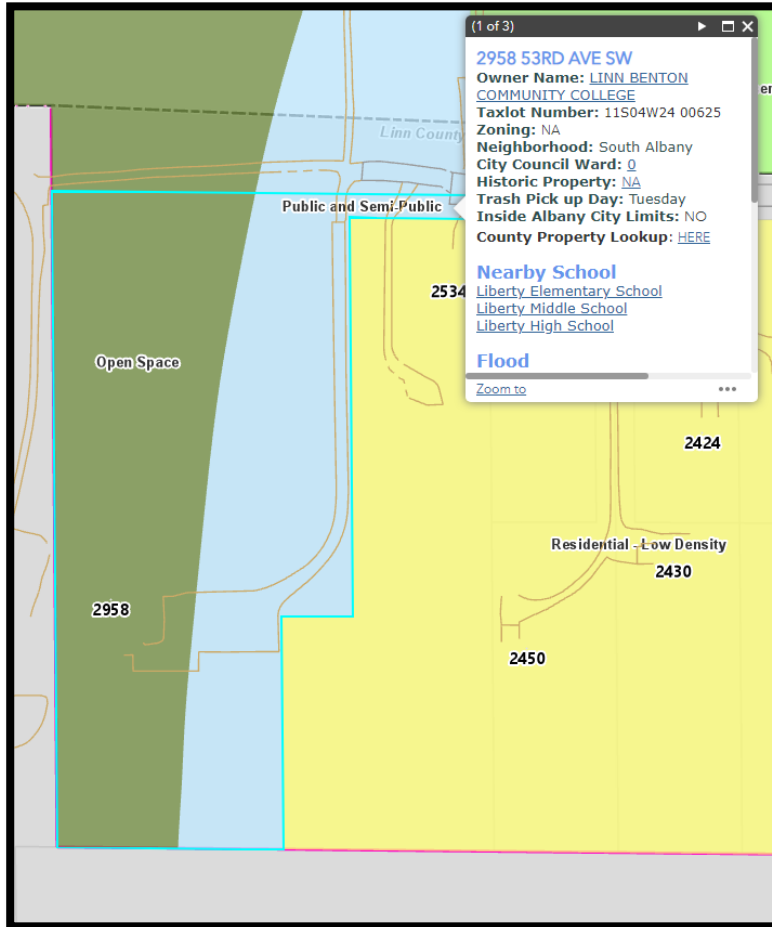 (1 of 3)
2958 53RD AVE SW
Owner Name: LINN BENTON
COMMUNITY COLLEGE
Taxlot Number: 11S04W24 00625
Zoning: NA
Neighborhood: South Albany
City Council Ward: 0
Historic Property: NA
Trash Pick up Day: Tuesday
Inside Albany City Limits: NO
County Property Lookup: HERE
Nearby School
Liberty Elementary School
Liberty Middle School
Liberty High School
Flood
Zoom to
Linn County
Public and Semi-Public
2534
Open Space
2424
Residential - Low Density
2430
2958
2450